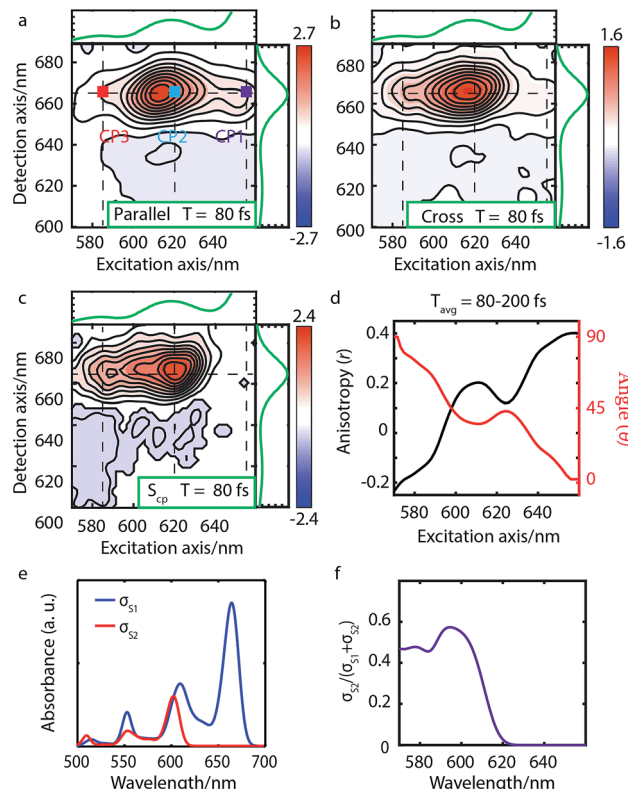 a
b
2.7
1.6
680
660
640
620
600
CP3
CP2
CP1
Parallel T = 80 fs
-2.7
580
600
620
640
Excitation axis/nm
Detection axis/nm
680
660
640
620
600
Cross T = 80 fs
-1.6
580
600
620
640
Excitation axis/nm
Detection axis/nm
c
2.4
680
660
640
620
600
Scp T = 80 fs
-2.4
580
600
620
640
Excitation axis/nm
Detection axis/nm
d
Tavg = 80-200 fs
0.4
0.2
0
-0.2
90
45
0
580
600
620
640
Excitation axis/nm
Anisotropy (r)
Angle (θ)
e
σS1
σS2
500
550
600
650
700
Wavelength/nm
Absorbance (a. u.)
f
0.6
0.4
0.2
0
580
600
620
640
Wavelength/nm
σS2/(σS1+σS2)